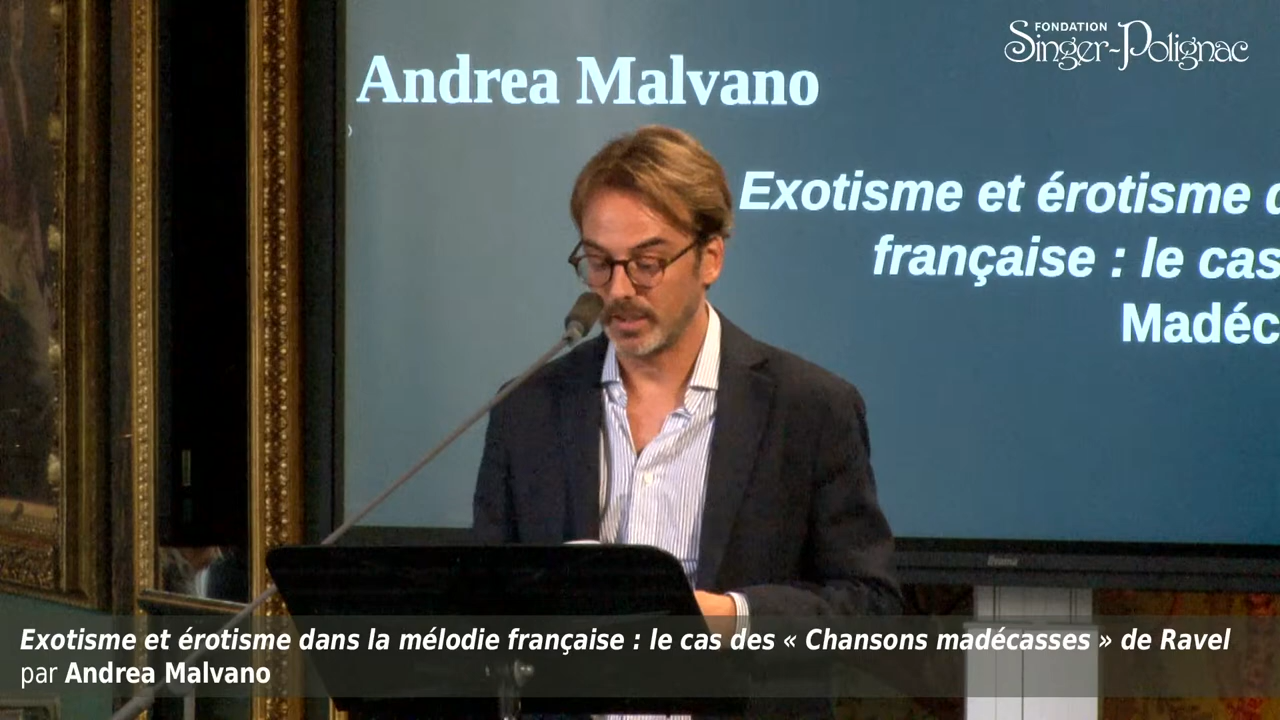 FONDATION
Singer-Polignac
Andrea Malvano
Exotisme et érotisme d
française : le cas
Madéc
Exotisme et érotisme dans la mélodie française : le cas des « Chansons madécasses » de Ravel
par Andrea Malvano